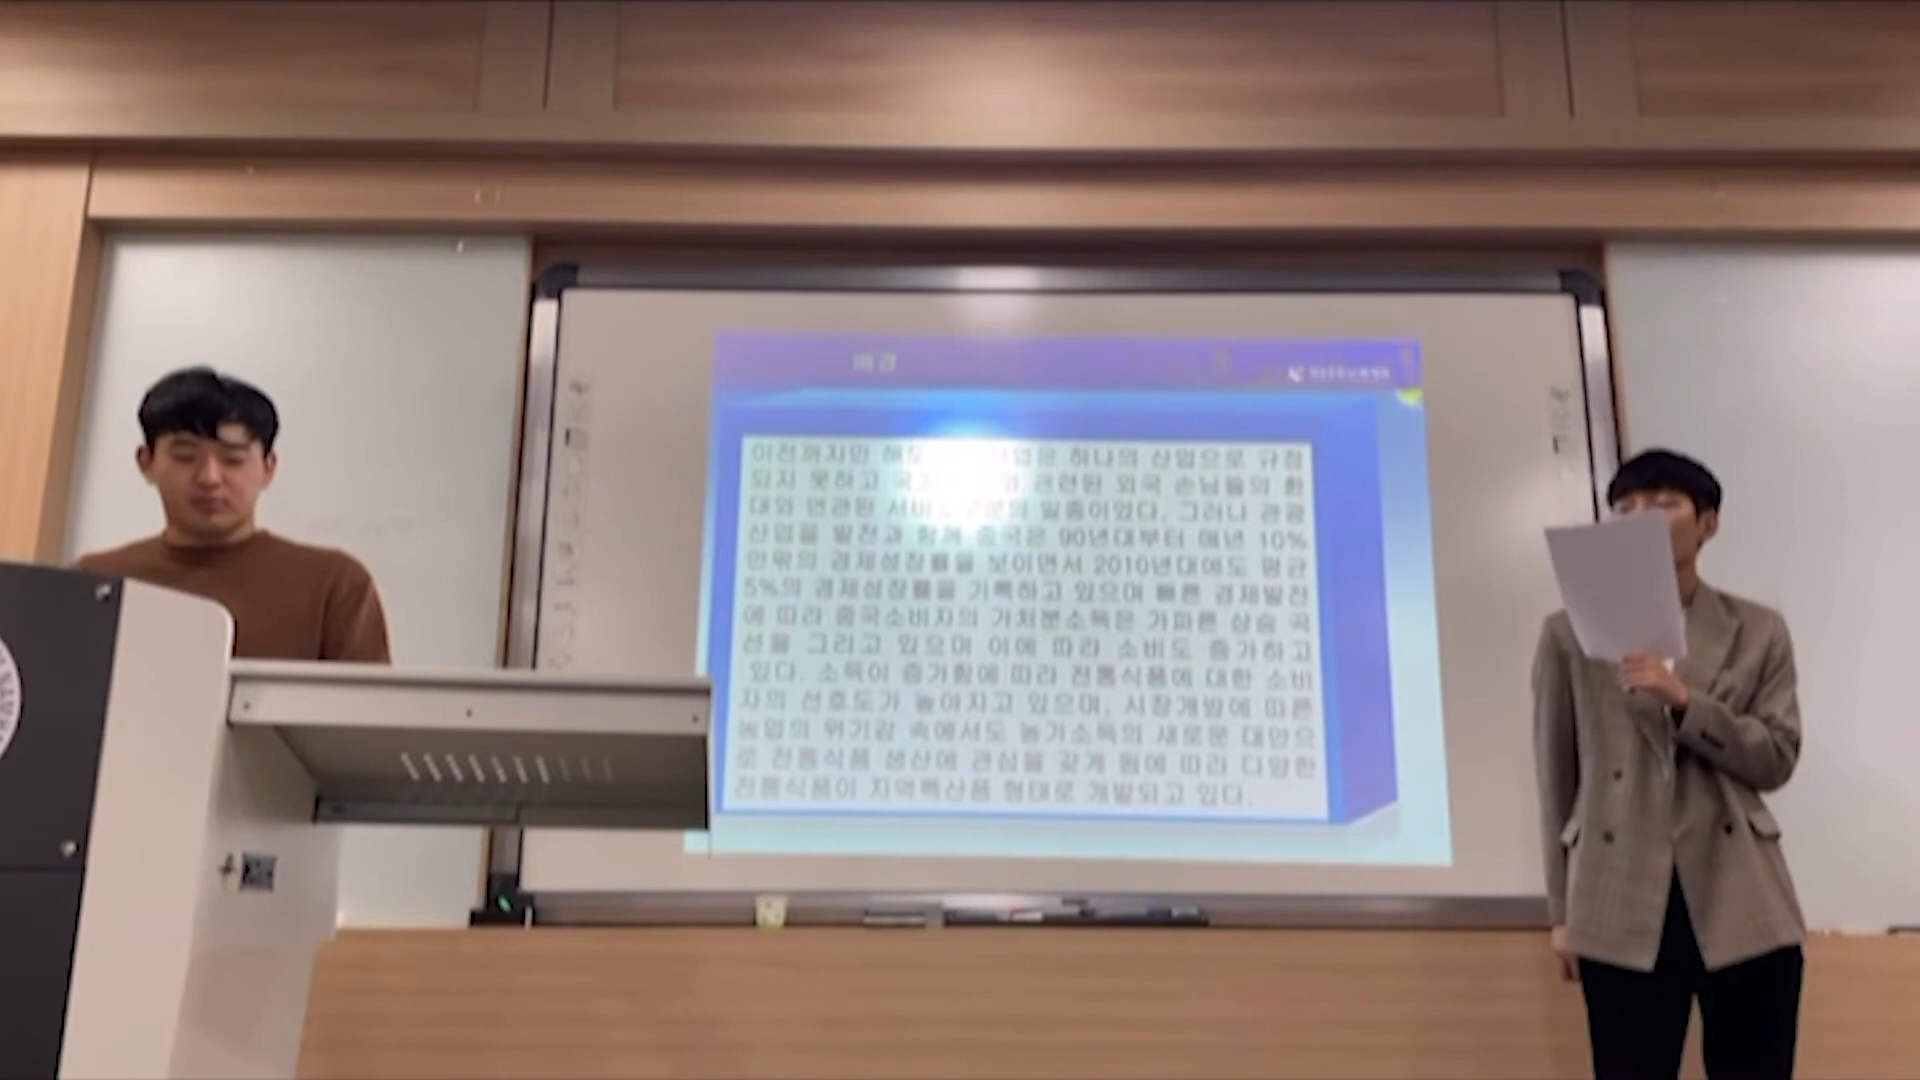 배경
이전까지만 해도 산업은 하나의 산업으로 규정
되지 못하고 관련된 외국 손님들의 환
대와 연관된 서비스부문의 일종이었다. 그러나 관광
산업을 발전과 함께 중국은 90년대부터 매년 10%
안팎의 경제성장률을 보이면서 2010년대에도 평균
5%의 경제성장률을 기록하고 있으며 빠른 경제발전
에 따라 중국소비자의 가처분소득은 가파른 상승 곡
선을 그리고 있으며 이에 따라 소비도 증가하고
있다. 소득이 증가함에 따라 전통식품에 대한 소비
자의 선호도가 높아지고 있으며, 시장개방에 따른
농업의 위기감 속에서도 농가소득의 새로운 대안으
로 전통식품 생산에 관심을 갖게 됨에 따라 다양한
전통식품이 지역특산품 형태로 개발되고 있다.